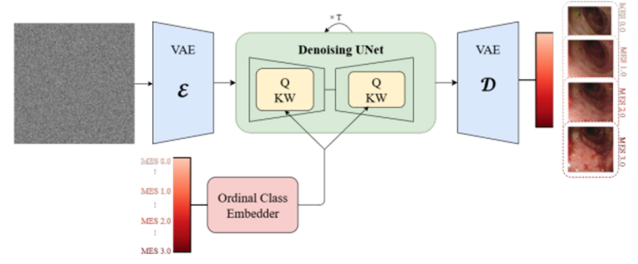 × T
VAE
ℰ
Denoising UNet
Q
KW
Q
KW
VAE
𝒟
MES 0.0
MES 1.0
MES 2.0
MES 3.0
MES 0.0
⋮
MES 1.0
⋮
MES 2.0
⋮
MES 3.0
Ordinal Class
Embedder